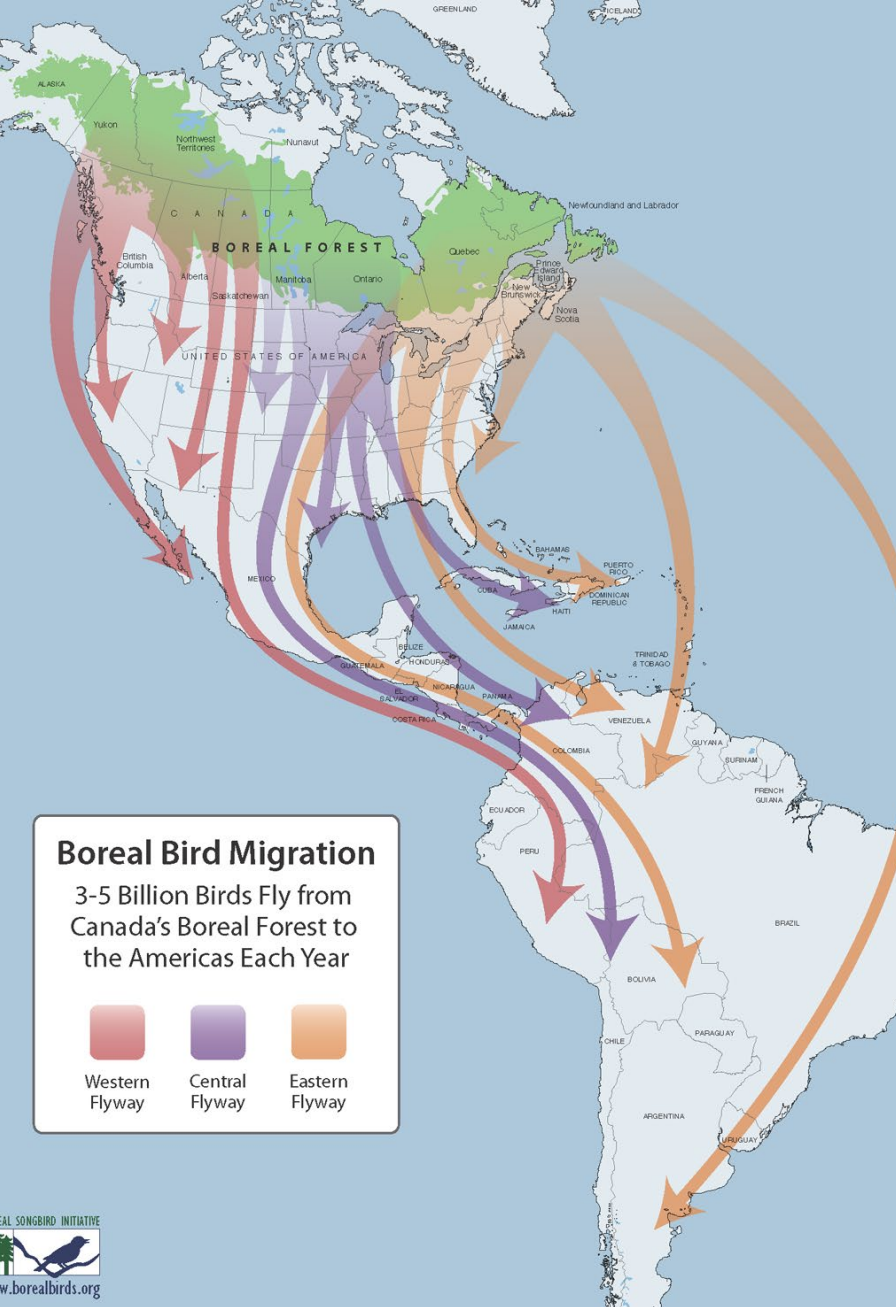 GREENLAND
ICELAND
ALASKA
Yukon
Northwest
Territories
Nunavut
CANADA
BOREAL FOREST
Newfoundland and Labrador
British
Columbia
Alberta
Saskatchewan
Manitoba
Ontario
Quebec
Prince
Edward
Island
New
Brunswick
Nova
Scotia
UNITED STATES OF AMERICA
MEXICO
BAHAMAS
CUBA
PUERTO
RICO
DOMINICAN
REPUBLIC
HAITI
JAMAICA
BELIZE
GUATEMALA
HONDURAS
EL
SALVADOR
NICARAGUA
COSTA RICA
PANAMA
TRINIDAD
& TOBAGO
VENEZUELA
COLOMBIA
GUYANA
SURINAM
FRENCH
GUIANA
ECUADOR
PERU
BRAZIL
BOLIVIA
PARAGUAY
CHILE
ARGENTINA
URUGUAY
Boreal Bird Migration
3-5 Billion Birds Fly from
Canada's Boreal Forest to
the Americas Each Year
Western
Flyway
Central
Flyway
Eastern
Flyway
EAL SONGBIRD INITIATIVE
w.borealbirds.org